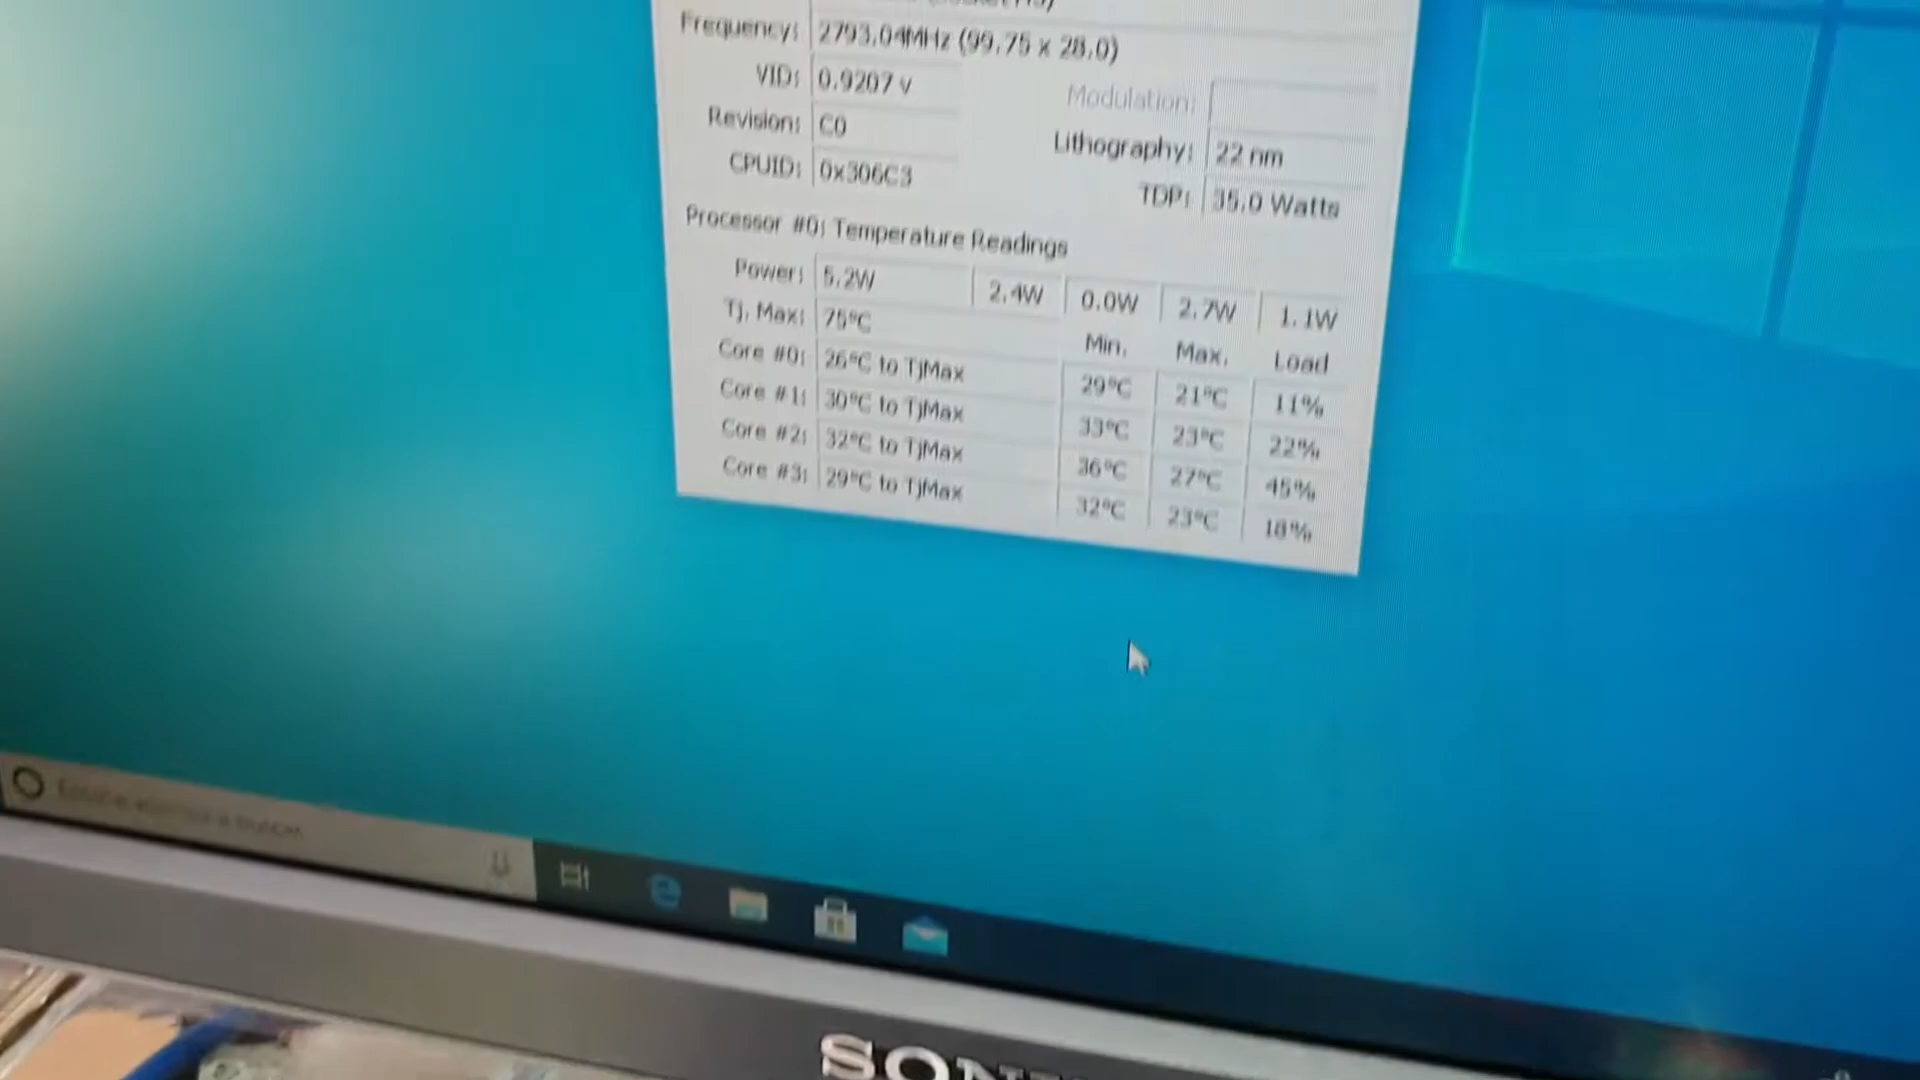 Frequency: 2793.04MHz (99.75 x 28.0)
VID: 0.9207 v
Modulation:
Revision: C0
Lithography: 22 nm
CPUID: 0x306C3
TDP: 35.0 Watts
Processor #0: Temperature Readings
Power: 5.2W 2.4W 0.0W 2.7W 1.1W
Tj. Max: 75°C Min. Max. Load
Core #0: 26°C to TjMax 29°C 21°C 11%
Core #1: 30°C to TjMax 33°C 23°C 22%
Core #2: 32°C to TjMax 36°C 27°C 45%
Core #3: 29°C to TjMax 32°C 23°C 18%
SON